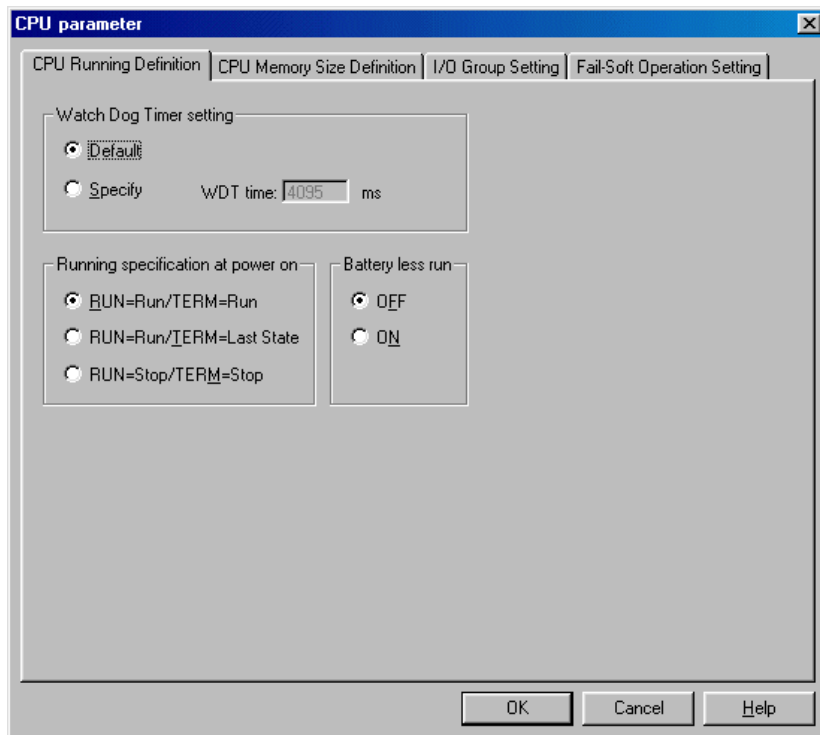 CPU parameter
CPU Running Definition CPU Memory Size Definition I/O Group Setting Fail-Soft Operation Setting
Watch Dog Timer setting
Default
Specify WDT time: 4095 ms
Running specification at power on Battery less run
RUN=Run/TERM=Run OFF
RUN=Run/TERM=Last State ON
RUN=Stop/TERM=Stop
OK Cancel Help